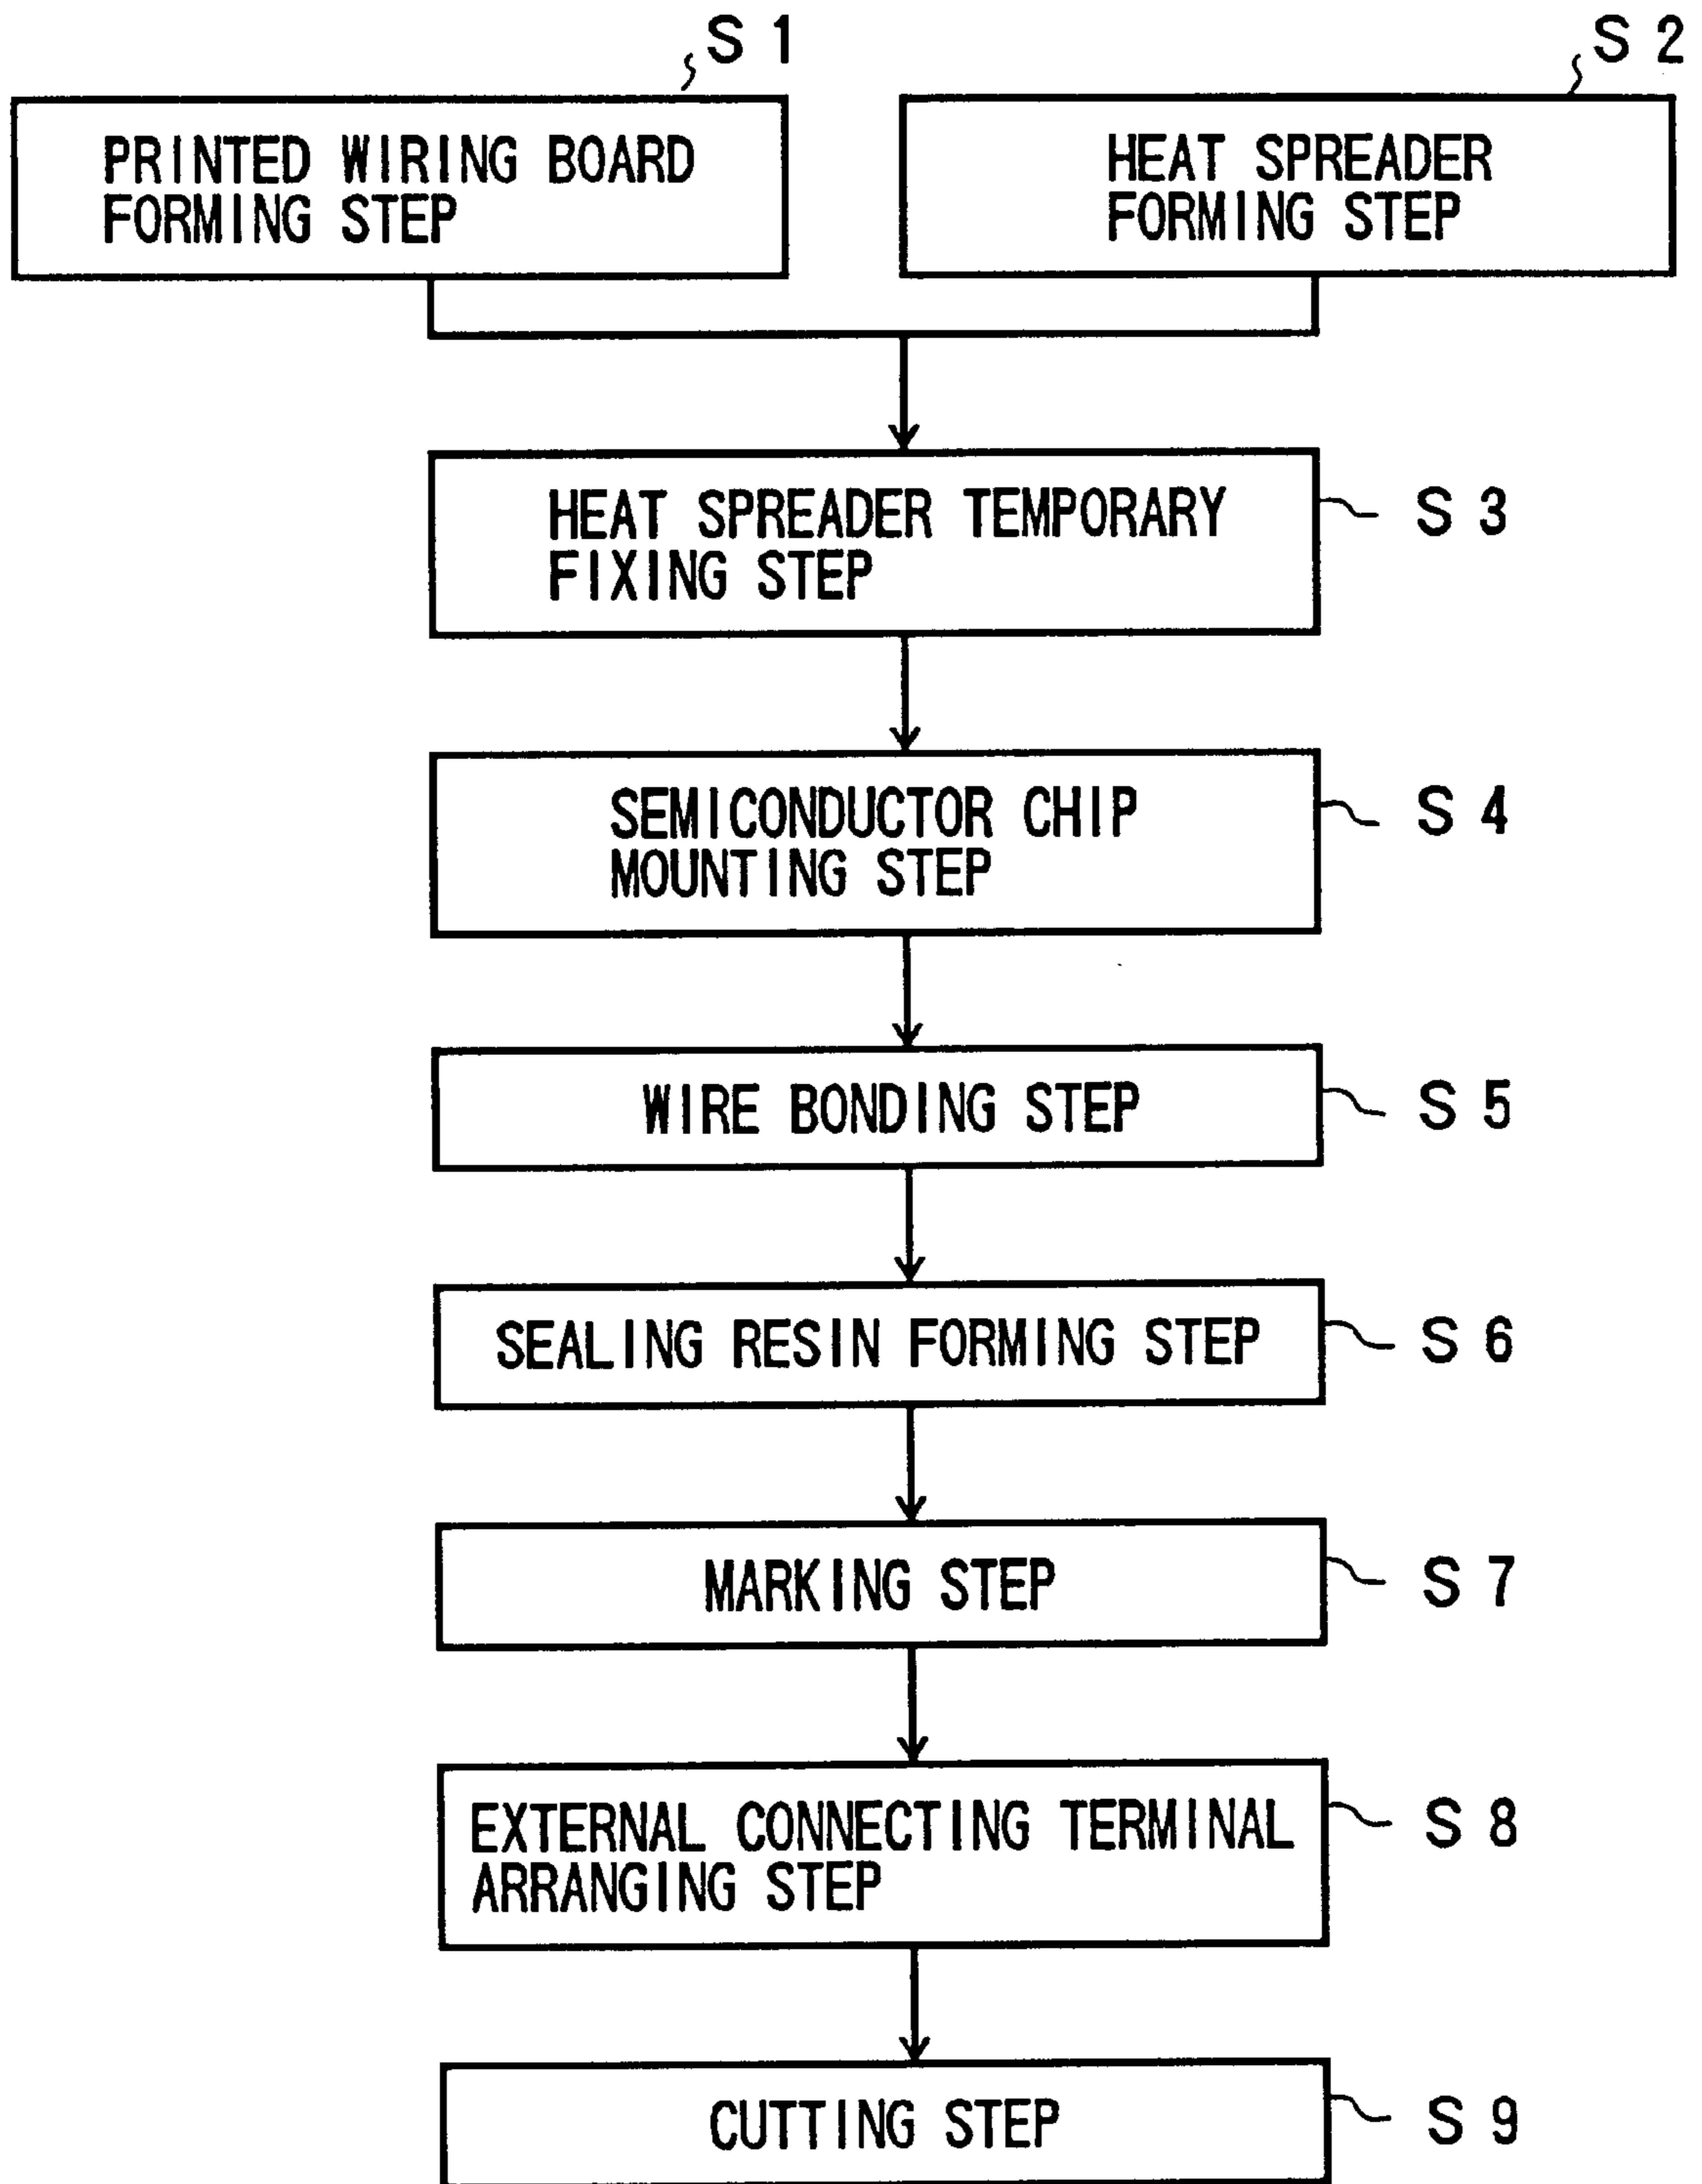 S 1
PRINTED WIRING BOARD
FORMING STEP
S 2
HEAT SPREADER
FORMING STEP
HEAT SPREADER TEMPORARY
FIXING STEP
S 3
SEMICONDUCTOR CHIP
MOUNTING STEP
S 4
WIRE BONDING STEP
S 5
SEALING RESIN FORMING STEP
S 6
MARKING STEP
S 7
EXTERNAL CONNECTING TERMINAL
ARRANGING STEP
S 8
CUTTING STEP
S 9